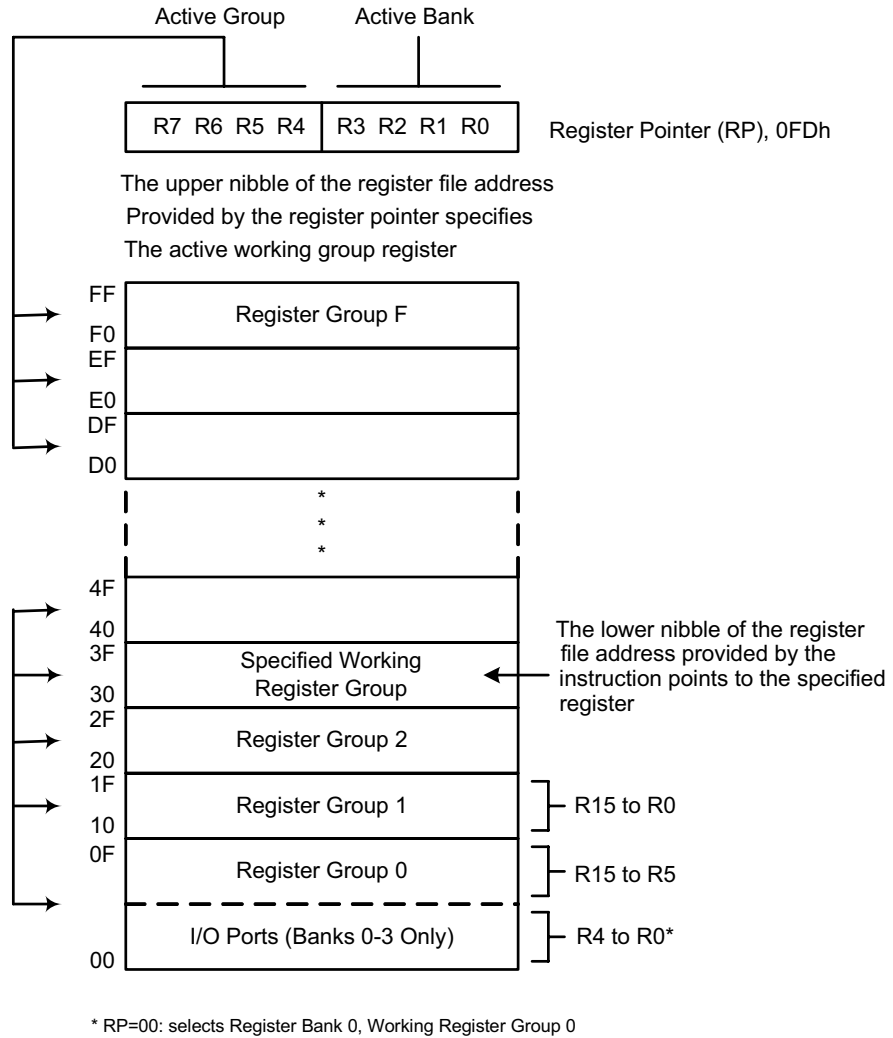 Active Group Active Bank
R7 R6 R5 R4 R3 R2 R1 R0 Register Pointer (RP), 0FDh
The upper nibble of the register file address
Provided by the register pointer specifies
The active working group register
FF
Register Group F
F0
EF
E0
DF
D0
*
*
*
4F
40
3F
Specified Working
Register Group
30
The lower nibble of the register
file address provided by the
instruction points to the specified
register
2F
Register Group 2
20
1F
Register Group 1 R15 to R0
10
0F
Register Group 0 R15 to R5
I/O Ports (Banks 0-3 Only) R4 to R0*
00
* RP=00: selects Register Bank 0, Working Register Group 0